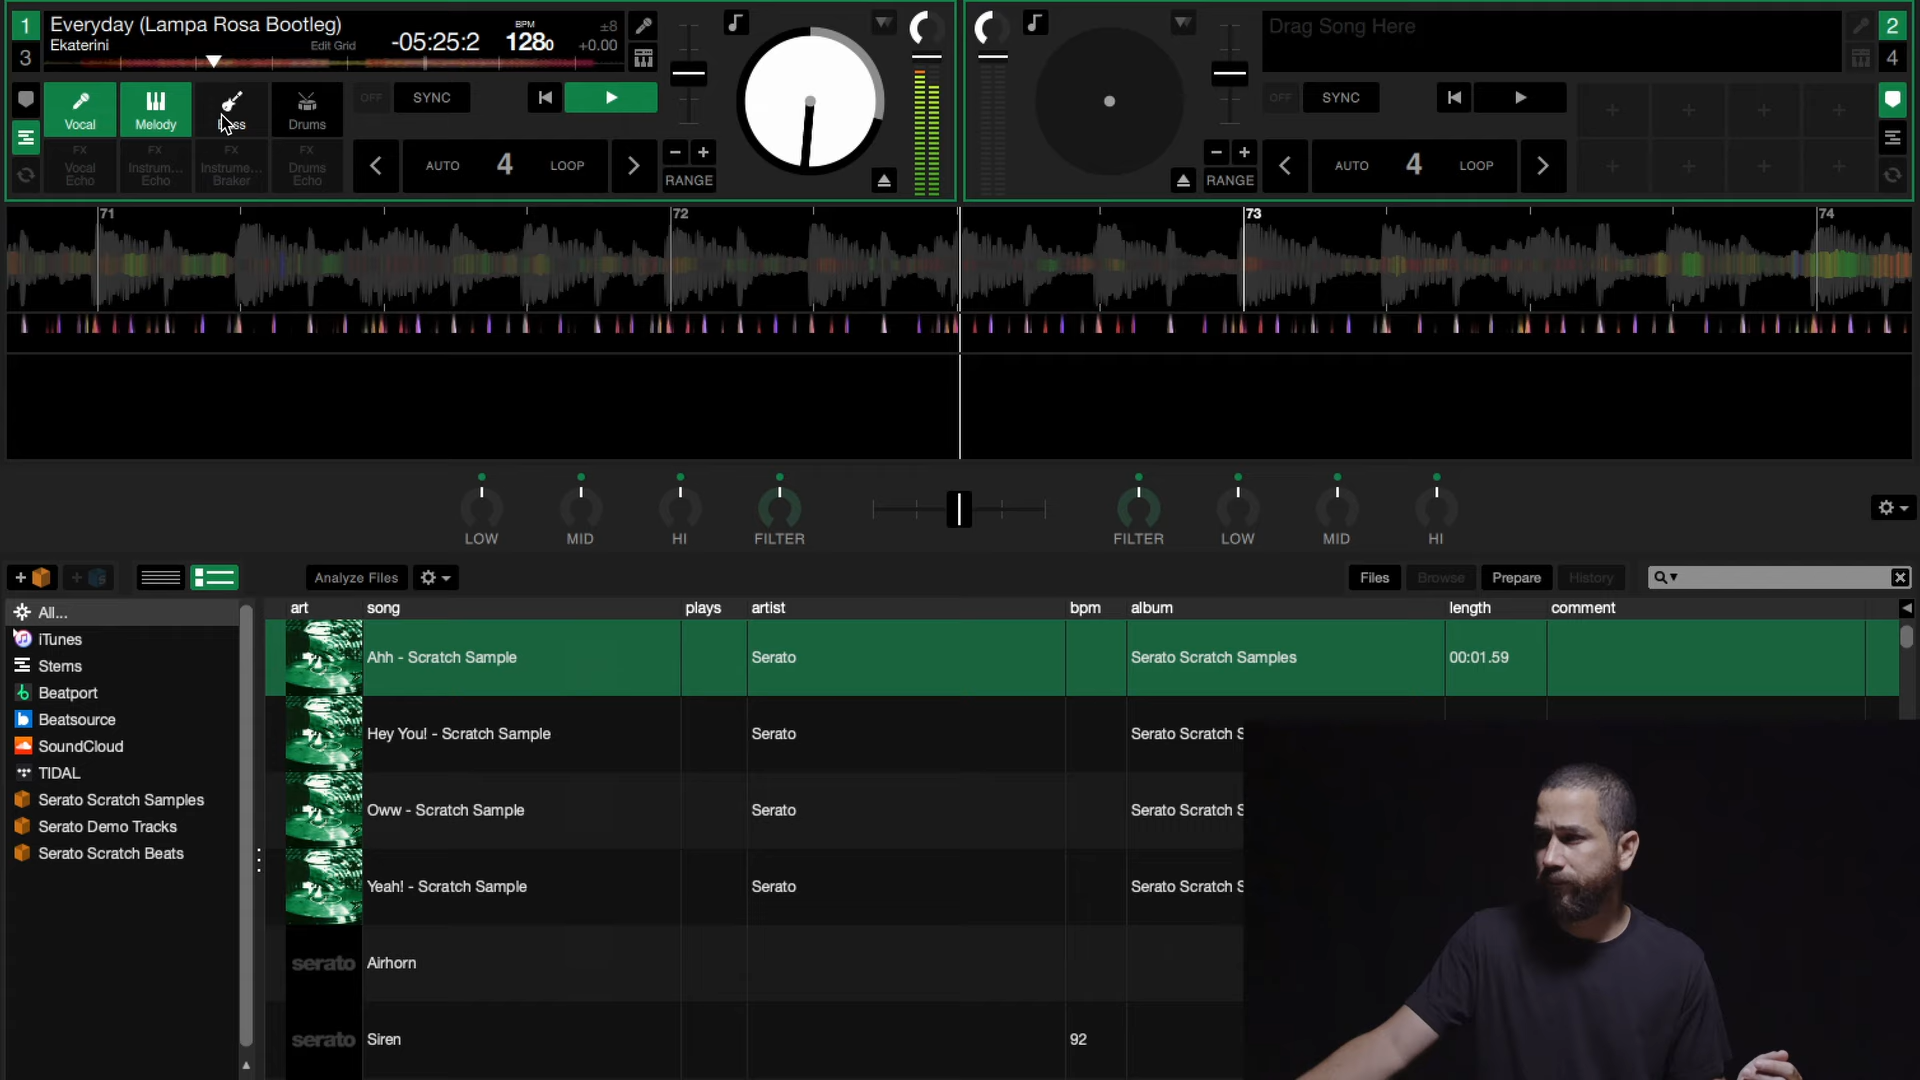 1
Everyday (Lampa Rosa Bootleg)
Ekaterini
Edit Grid
-05:25:2
BPM
128.0
±8
+0.00
3
Drag Song Here
2
4
Vocal
Melody
Drums
OFF
SYNC
OFF
SYNC
FX
Vocal
Echo
FX
Instrum...
Echo
FX
Instrume...
Braker
FX
Drums
Echo
AUTO
4
LOOP
RANGE
RANGE
AUTO
4
LOOP
71
72
73
74
LOW
MID
HI
FILTER
FILTER
LOW
MID
HI
Analyze Files
Files
Browse
Prepare
History
All...
iTunes
Stems
Beatport
Beatsource
SoundCloud
TIDAL
Serato Scratch Samples
Serato Demo Tracks
Serato Scratch Beats
art
song
plays
artist
bpm
album
length
comment
Ahh - Scratch Sample
Serato
Serato Scratch Samples
00:01.59
Hey You! - Scratch Sample
Serato
Serato Scratch S
Oww - Scratch Sample
Serato
Serato Scratch S
Yeah! - Scratch Sample
Serato
Serato Scratch S
serato
Airhorn
serato
Siren
92